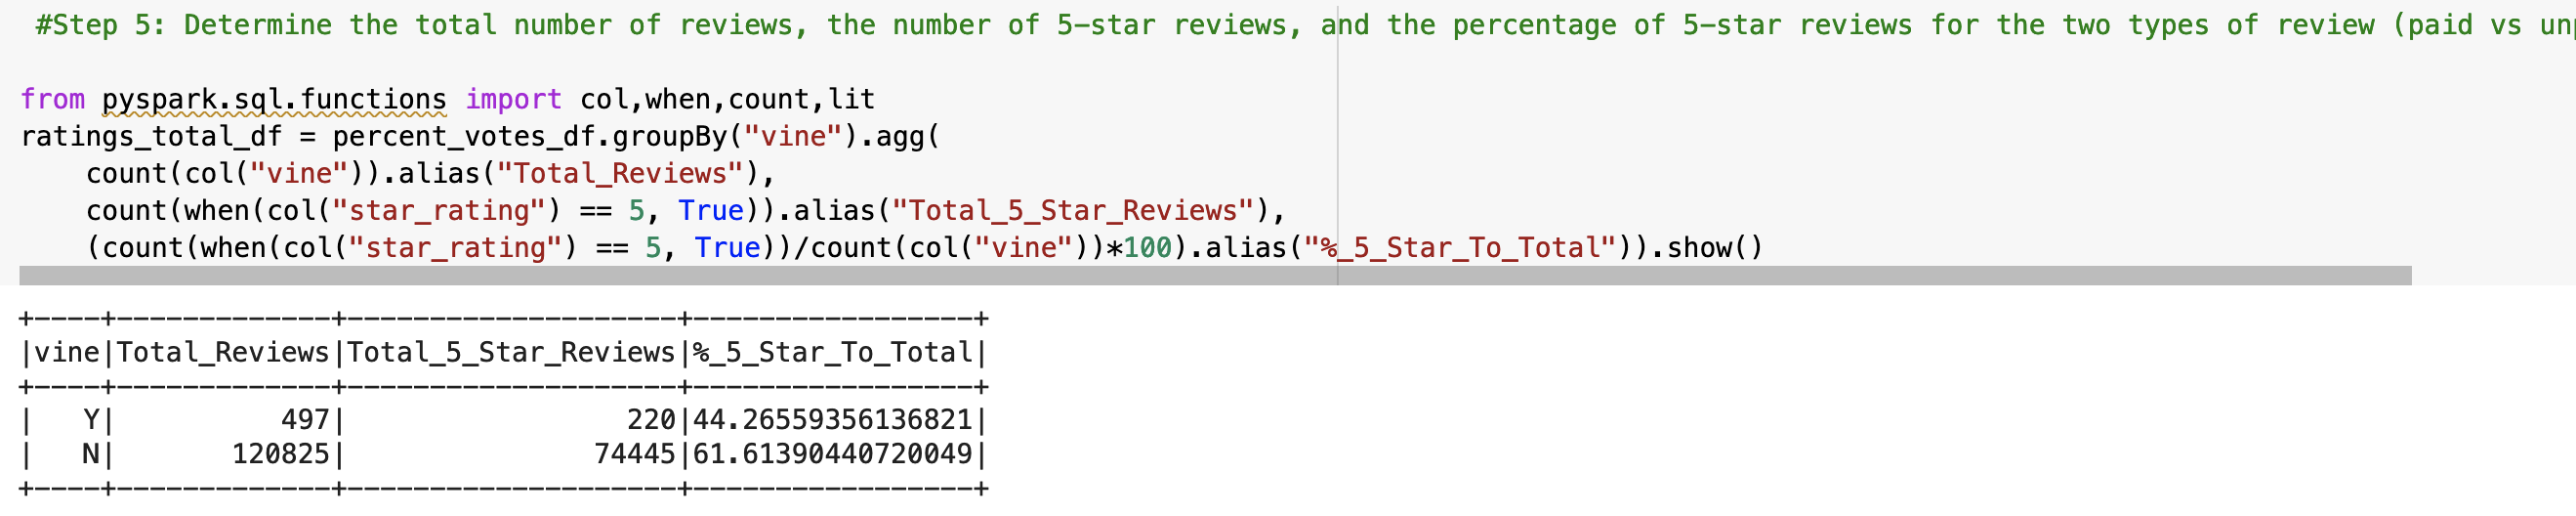 #Step 5: Determine the total number of reviews, the number of 5-star reviews, and the percentage of 5-star reviews for the two types of review (paid vs
from pyspark.sql.functions import col,when,count,lit
ratings_total_df = percent_votes_df.groupBy("vine").agg(
    count(col("vine")).alias("Total_Reviews"),
    count(when(col("star_rating") == 5, True)).alias("Total_5_Star_Reviews"),
    (count(when(col("star_rating") == 5, True))/count(col("vine"))*100).alias("%_5_Star_To_Total")).show()
+----+-------------+--------------------+-----------------+
|vine|Total_Reviews|Total_5_Star_Reviews|%_5_Star_To_Total|
+----+-------------+--------------------+-----------------+
|   Y|          497|                 220|44.26559356136821|
|   N|       120825|               74445|61.61390440720049|
+----+-------------+--------------------+-----------------+